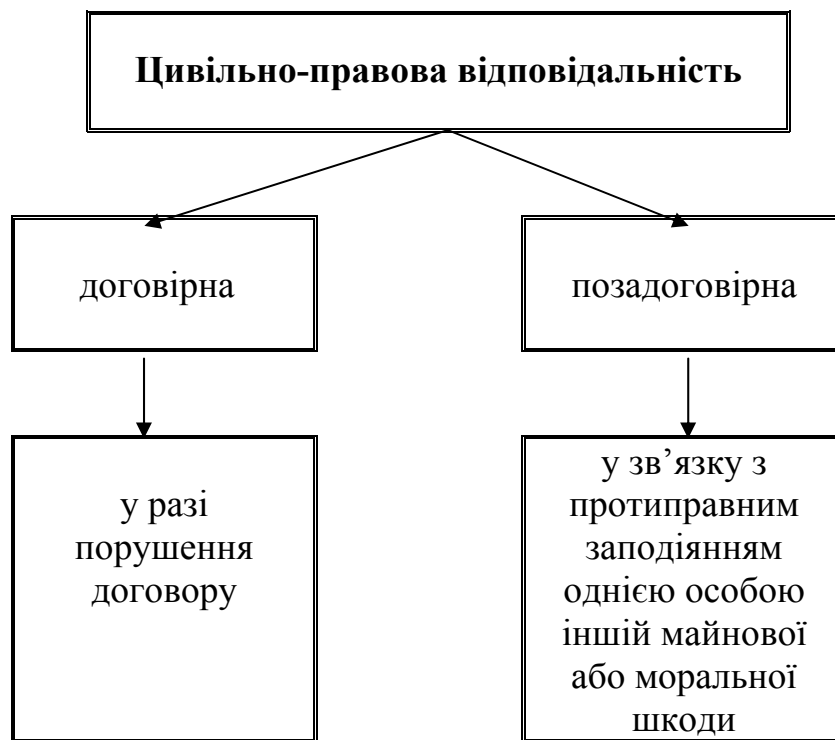 Цивільно-правова відповідальність
договірна
позадоговірна
у разі
порушення
договору
у зв’язку з
протиправним
заподіянням
однією особою
іншій майнової
або моральної
шкоди